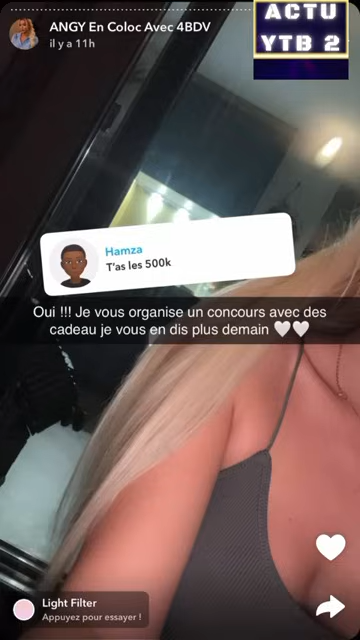 ACTU
YTB 2
ANGY En Coloc Avec 4BDV
il y a 11h
Hamza
T'as les 500k
Oui !!! Je vous organise un concours avec des
cadeau je vous en dis plus demain 🤍🤍
Light Filter
Appuyez pour essayer !